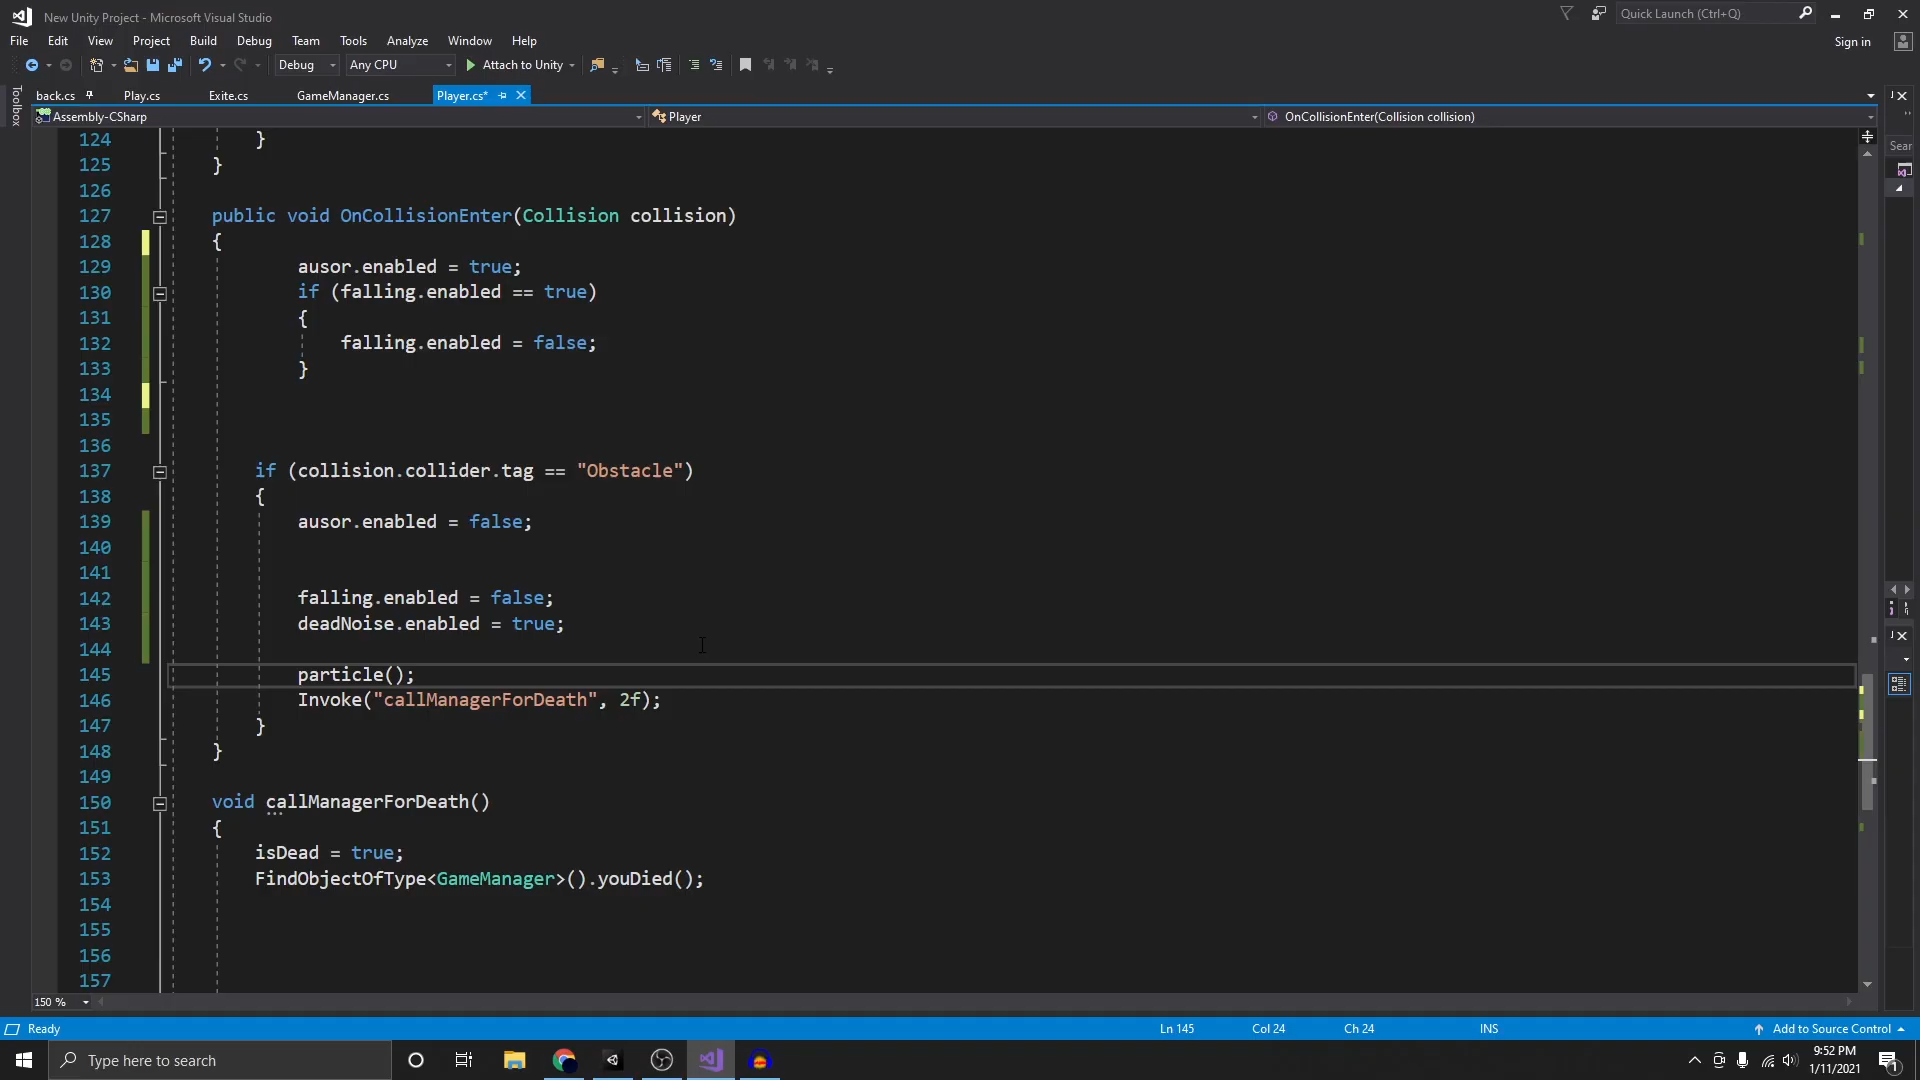 New Unity Project - Microsoft Visual Studio
Quick Launch (Ctrl+Q)
File Edit View Project Build Debug Team Tools Analyze Window Help
Sign in
Debug Any CPU Attach to Unity
Toolbox
back.cs Play.cs Exite.cs GameManager.cs Player.cs*
Assembly-CSharp Player OnCollisionEnter(Collision collision)
Sear
124 }
125 }
126
127 public void OnCollisionEnter(Collision collision)
128 {
129 ausor.enabled = true;
130 if (falling.enabled == true)
131 {
132 falling.enabled = false;
133 }
134
135
136
137 if (collision.collider.tag == "Obstacle")
138 {
139 ausor.enabled = false;
140
141
142 falling.enabled = false;
143 deadNoise.enabled = true;
144
145 particle();
146 Invoke("callManagerForDeath", 2f);
147 }
148 }
149
150 void callManagerForDeath()
151 {
152 isDead = true;
153 FindObjectOfType<GameManager>().youDied();
154
155
156
157
150 %
Ready Ln 145 Col 24 Ch 24 INS Add to Source Control
Type here to search
9:52 PM
1/11/2021
1